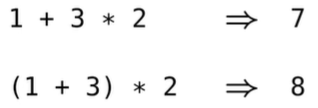 1 + 3 * 2 ⇒ 7
(1 + 3) * 2 ⇒ 8